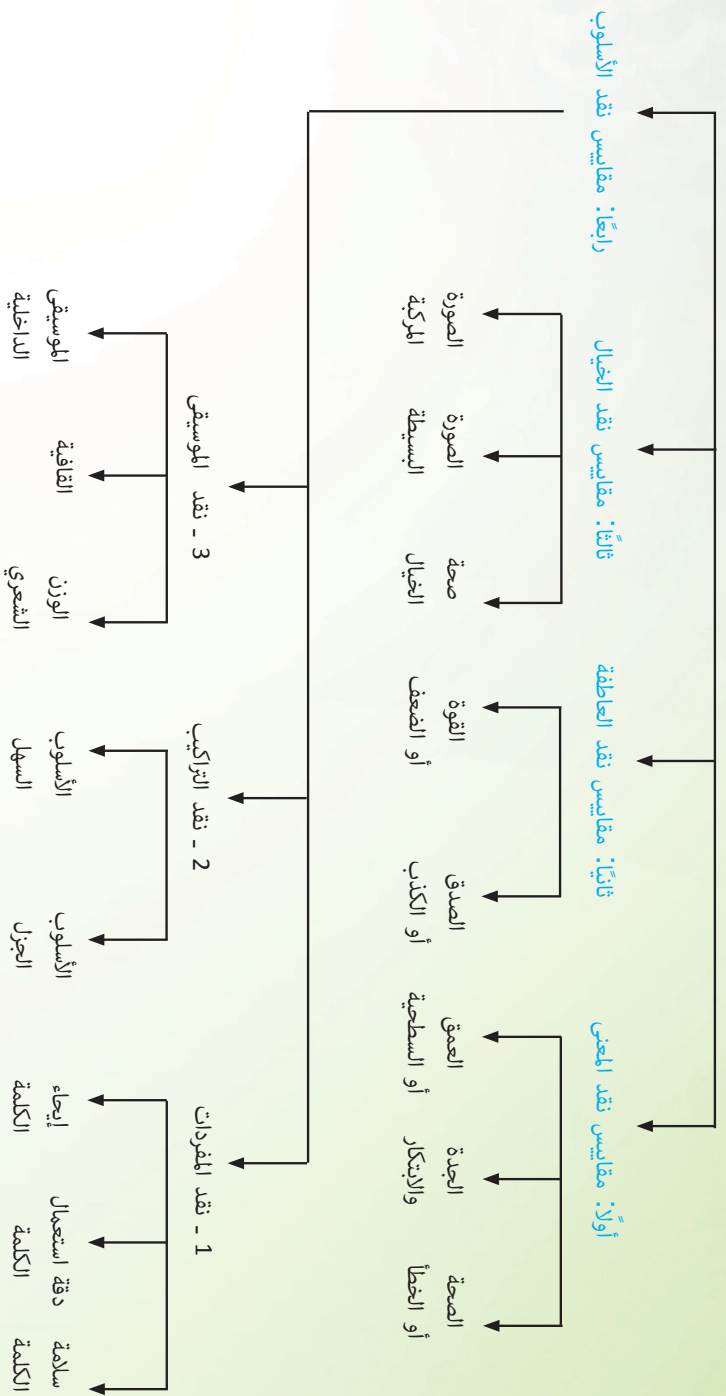 أولًا: مقاييس نقد المعنى
ثانيًا: مقاييس نقد العاطفة
ثالثًا: مقاييس نقد الخيال
رابعًا: مقاييس نقد الأسلوب
الصحة
أو الخطأ
الجدة
والابتكار
العمق
أو السطحية
الصدق
أو الكذب
القوة
أو الضعف
صحة
الخيال
الصورة
البسيطة
الصورة
المركبة
1 - نقد المفردات
2 - نقد التراكيب
3 - نقد الموسيقى
سلامة
الكلمة
دقة استعمال
الكلمة
إيحاء
الكلمة
الأسلوب
الجزل
الأسلوب
السهل
الوزن
الشعري
القافية
الموسيقى
الداخلية